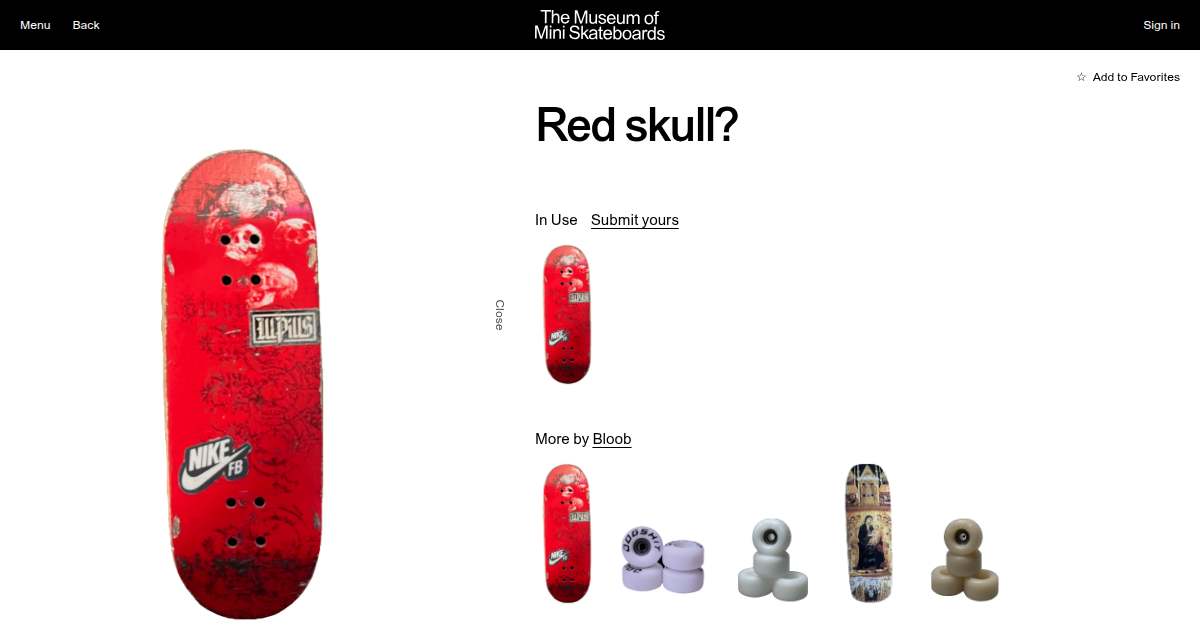 Menu
Back
The Museum of
Mini Skateboards
Sign in
☆ Add to Favorites
Red skull?
In Use
Submit yours
Close
NIKE
FB
More by Bloob